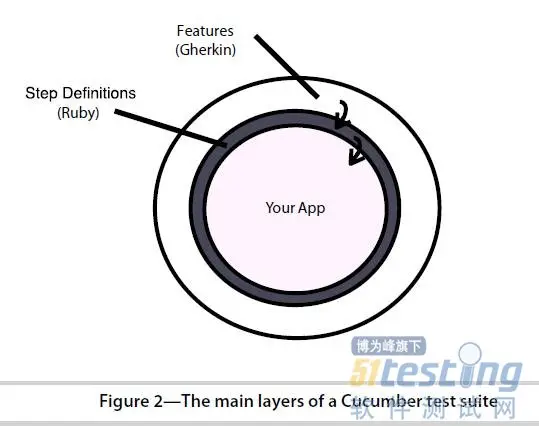 Features
(Gherkin)
Step Definitions
(Ruby)
Your App
博为峰旗下
51testing
Figure 2—The main layers of a Cucumber test suite
软件测试网